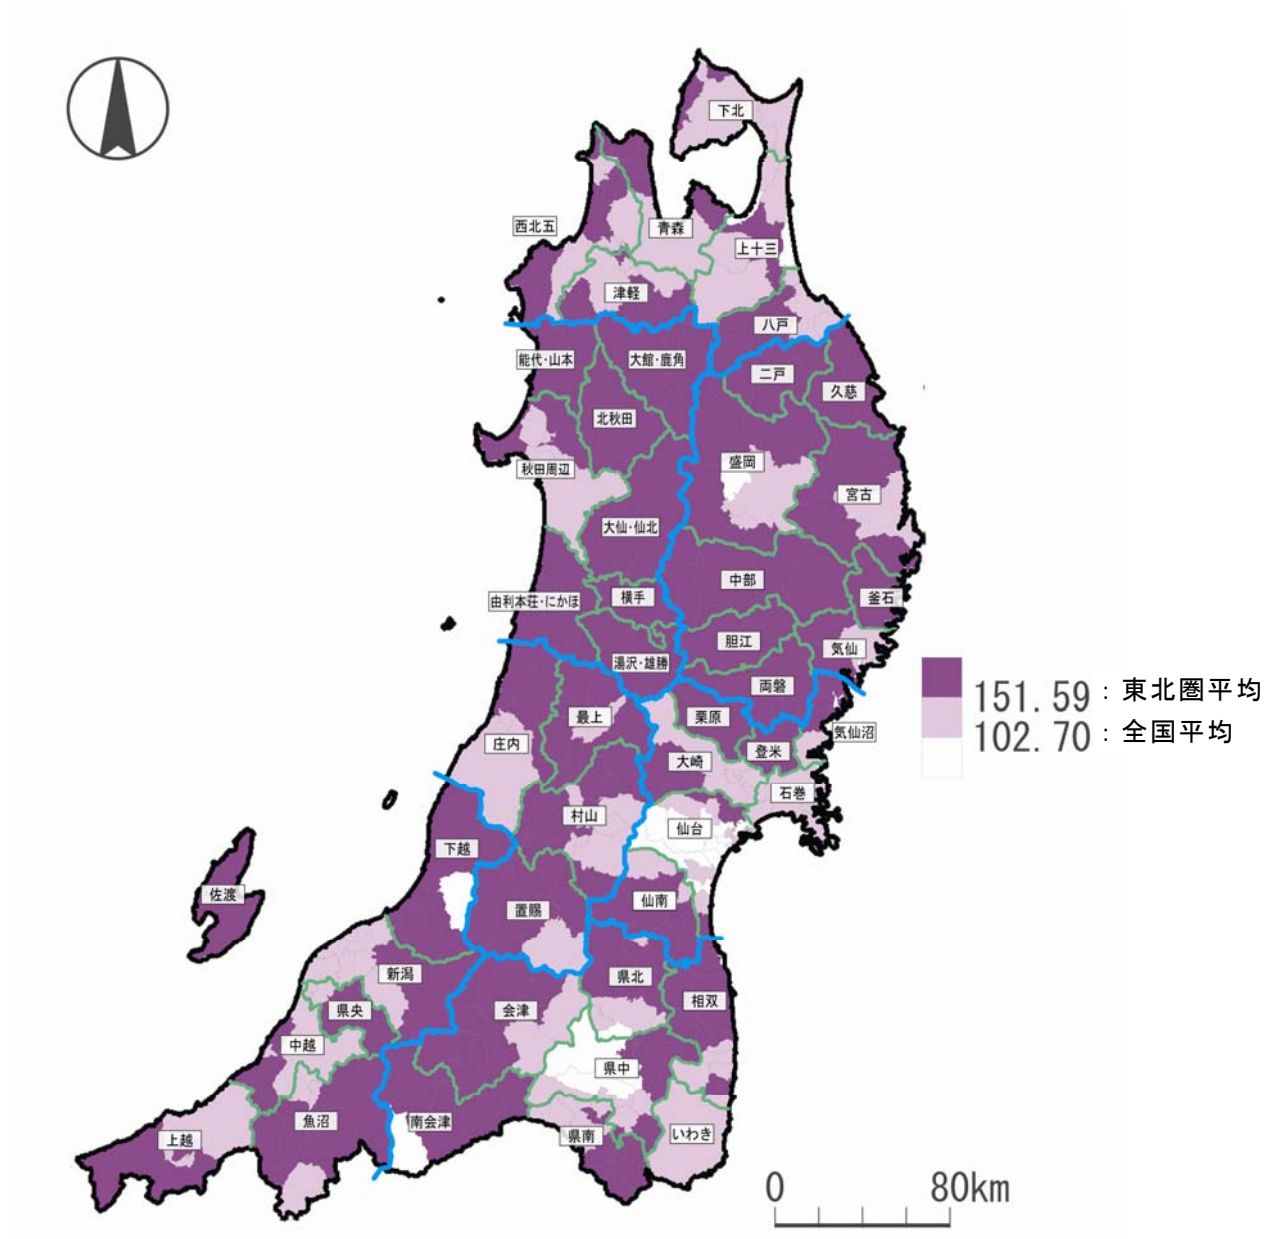 下北
西北五
青森
上十三
津軽
八戸
能代・山本
大館・鹿角
二戸
久慈
北秋田
盛岡
秋田周辺
宮古
大仙・仙北
中部
横手
釜石
由利本荘・にかほ
胆江
気仙
湯沢・雄勝
両磐
151.59：東北圏平均
102.70：全国平均
最上
栗原
気仙沼
庄内
登米
大崎
石巻
村山
仙台
下越
佐渡
仙南
置賜
新潟
県北
相双
県央
会津
中越
県中
魚沼
南会津
県南
いわき
上越
0 80km